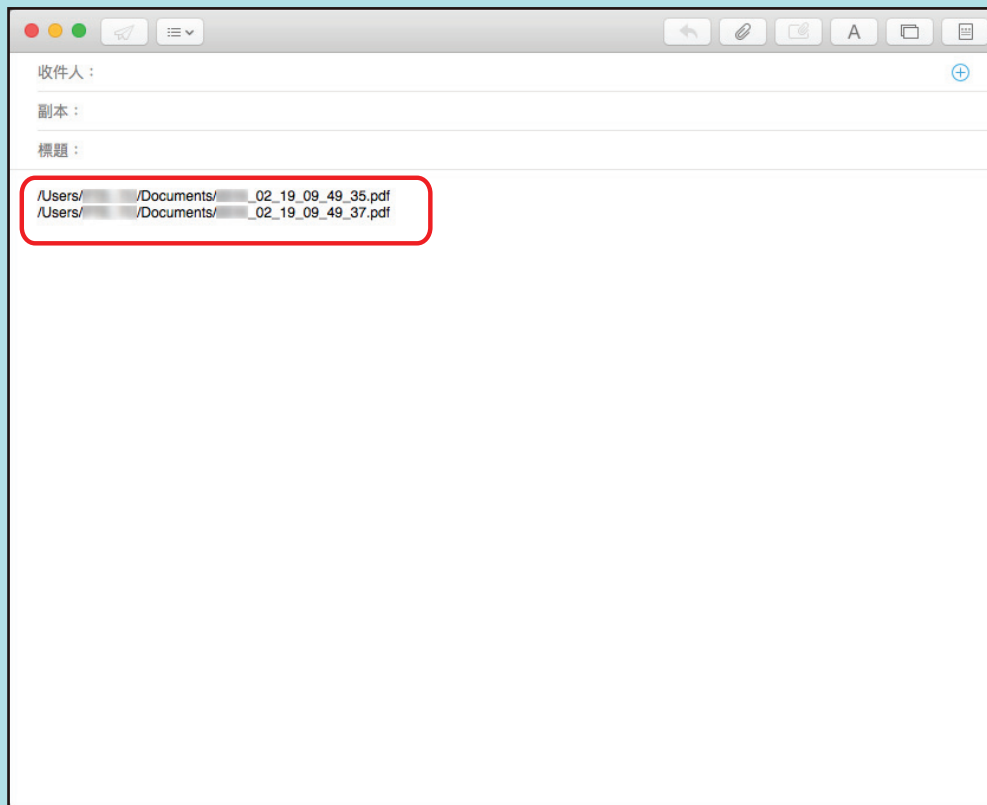 A
收件人：
副本：
標題：
/Users/ /Documents/ _02_19_09_49_35.pdf
/Users/ /Documents/ _02_19_09_49_37.pdf